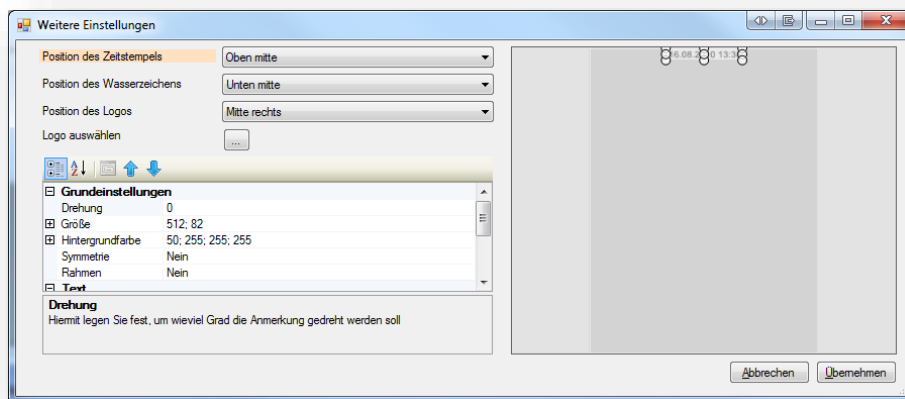 Weitere Einstellungen
Position des Zeitstempels Oben mitte
Position des Wasserzeichens Unten mitte
Position des Logos Mitte rechts
Logo auswählen ...
Grundeinstellungen
Drehung 0
Größe 512; 82
Hintergrundfarbe 50; 255; 255; 255
Symmetrie Nein
Rahmen Nein
Text
Drehung
Hiermit legen Sie fest, um wieviel Grad die Anmerkung gedreht werden soll
Abbrechen Übernehmen